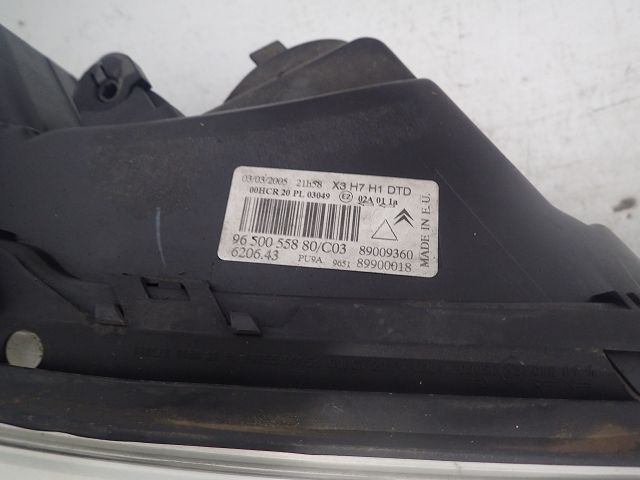 03/03/2005 21h58 X3 H7 H1 DTD
00HCR 20 PL 03049 E2 02A 01 1a
96 500 558 80/C03 89009360
6206.43 PU9A 9651 89900018
MADE IN E.U.